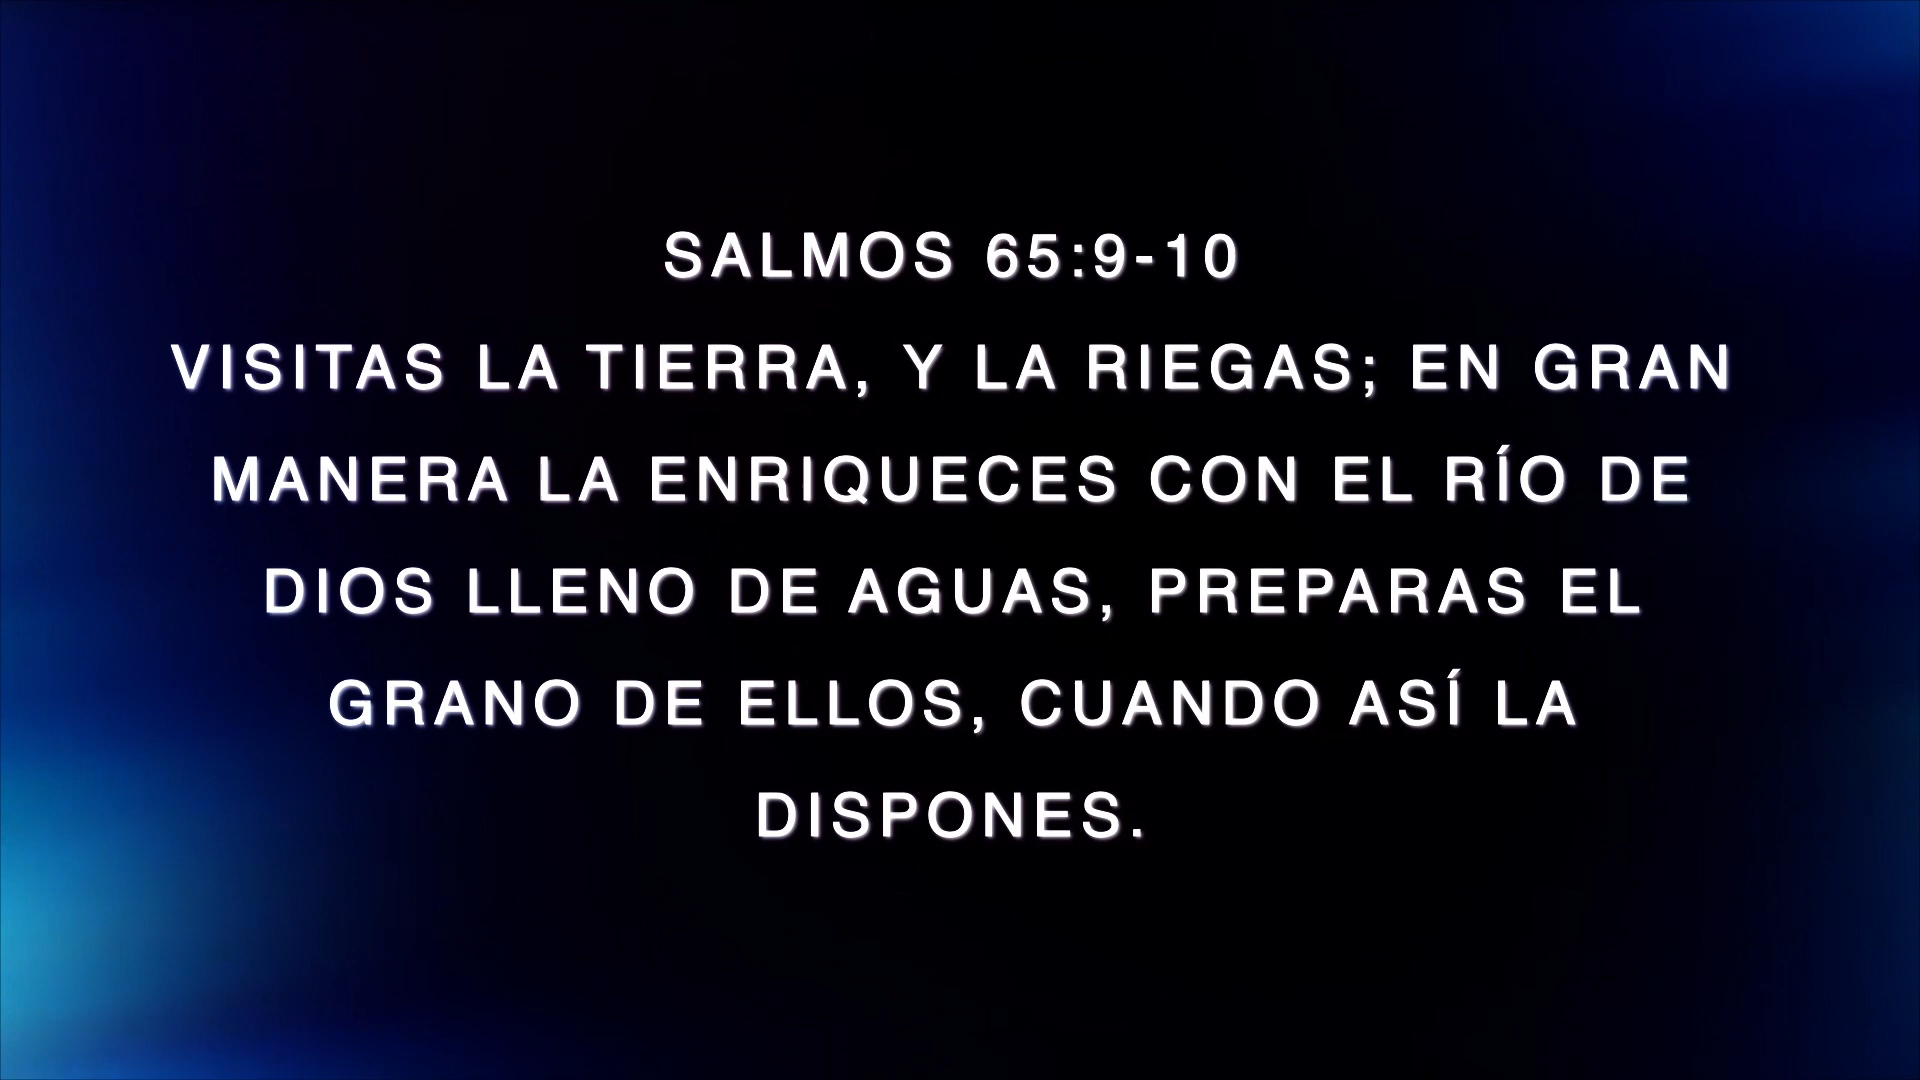 SALMOS 65:9-10
VISITAS LA TIERRA, Y LA RIEGAS; EN GRAN
MANERA LA ENRIQUECES CON EL RÍO DE
DIOS LLENO DE AGUAS, PREPARAS EL
GRANO DE ELLOS, CUANDO ASÍ LA
DISPONES.